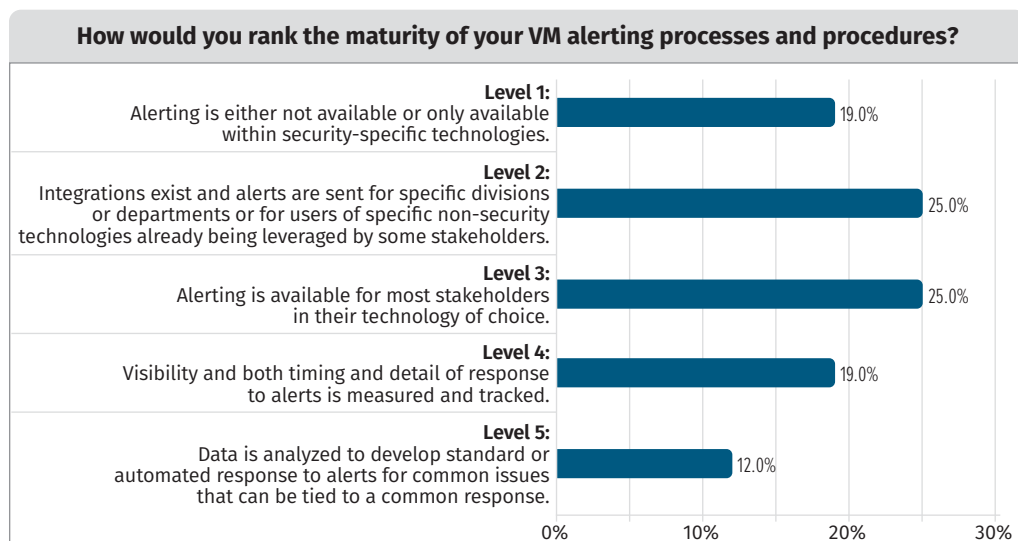 How would you rank the maturity of your VM alerting processes and procedures?
Level 1:
Alerting is either not available or only available
within security-specific technologies.
19.0%
Level 2:
Integrations exist and alerts are sent for specific divisions
or departments or for users of specific non-security
technologies already being leveraged by some stakeholders.
25.0%
Level 3:
Alerting is available for most stakeholders
in their technology of choice.
25.0%
Level 4:
Visibility and both timing and detail of response
to alerts is measured and tracked.
19.0%
Level 5:
Data is analyzed to develop standard or
automated response to alerts for common issues
that can be tied to a common response.
12.0%
0% 10% 20% 30%